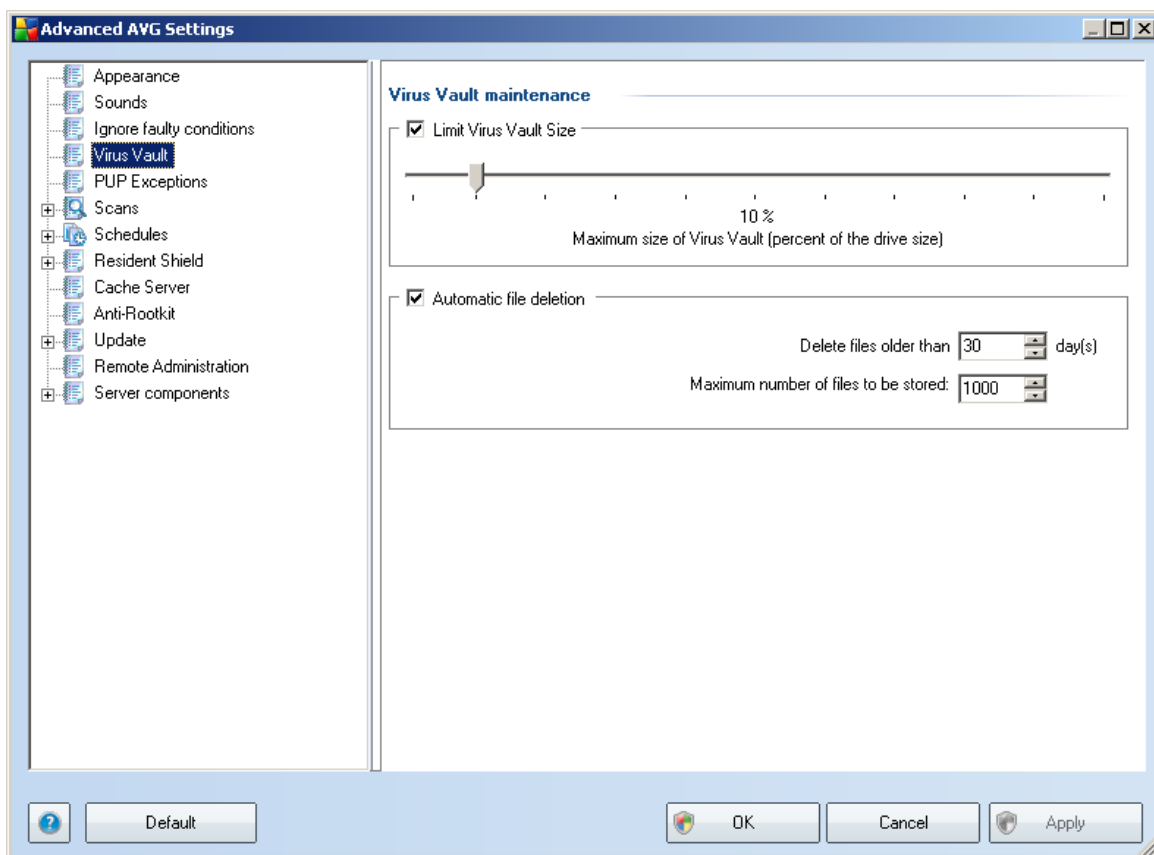 Advanced AVG Settings
Appearance
Sounds
Ignore faulty conditions
Virus Vault
PUP Exceptions
Scans
Schedules
Resident Shield
Cache Server
Anti-Rootkit
Update
Remote Administration
Server components
Virus Vault maintenance
Limit Virus Vault Size
10 %
Maximum size of Virus Vault (percent of the drive size)
Automatic file deletion
Delete files older than 30 day(s)
Maximum number of files to be stored: 1000
Default
OK
Cancel
Apply